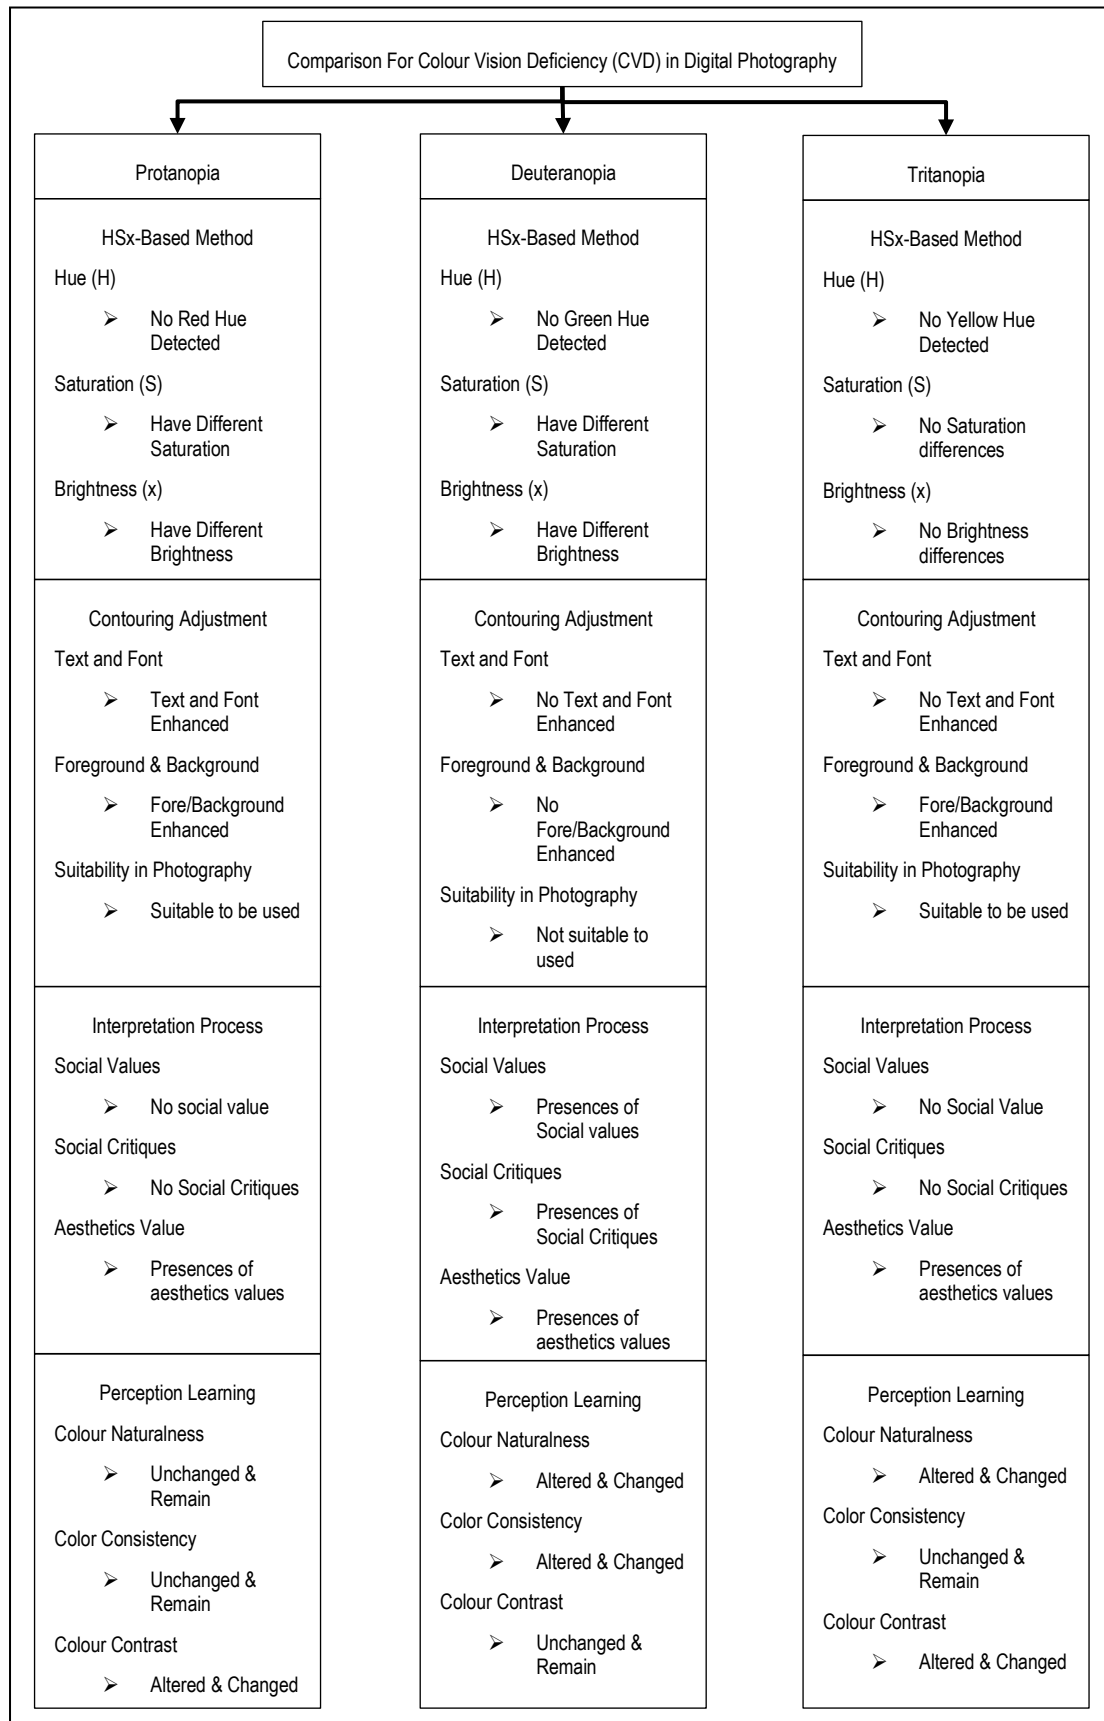 Comparison For Colour Vision Deficiency (CVD) in Digital Photography
Protanopia
HSx-Based Method
Hue (H)
➢ No Red Hue
Detected
Saturation (S)
➢ Have Different
Saturation
Brightness (x)
➢ Have Different
Brightness
Contouring Adjustment
Text and Font
➢ Text and Font
Enhanced
Foreground & Background
➢ Fore/Background
Enhanced
Suitability in Photography
➢ Suitable to be used
Interpretation Process
Social Values
➢ No social value
Social Critiques
➢ No Social Critiques
Aesthetics Value
➢ Presences of
aesthetics values
Perception Learning
Colour Naturalness
➢ Unchanged &
Remain
Color Consistency
➢ Unchanged &
Remain
Colour Contrast
➢ Altered & Changed
Deuteranopia
HSx-Based Method
Hue (H)
➢ No Green Hue
Detected
Saturation (S)
➢ Have Different
Saturation
Brightness (x)
➢ Have Different
Brightness
Contouring Adjustment
Text and Font
➢ No Text and Font
Enhanced
Foreground & Background
➢ No
Fore/Background
Enhanced
Suitability in Photography
➢ Not suitable to
used
Interpretation Process
Social Values
➢ Presences of
Social values
Social Critiques
➢ Presences of
Social Critiques
Aesthetics Value
➢ Presences of
aesthetics values
Perception Learning
Colour Naturalness
➢ Altered & Changed
Color Consistency
➢ Altered & Changed
Colour Contrast
➢ Unchanged &
Remain
Tritanopia
HSx-Based Method
Hue (H)
➢ No Yellow Hue
Detected
Saturation (S)
➢ No Saturation
differences
Brightness (x)
➢ No Brightness
differences
Contouring Adjustment
Text and Font
➢ No Text and Font
Enhanced
Foreground & Background
➢ Fore/Background
Enhanced
Suitability in Photography
➢ Suitable to be used
Interpretation Process
Social Values
➢ No Social Value
Social Critiques
➢ No Social Critiques
Aesthetics Value
➢ Presences of
aesthetics values
Perception Learning
Colour Naturalness
➢ Altered & Changed
Color Consistency
➢ Unchanged &
Remain
Colour Contrast
➢ Altered & Changed